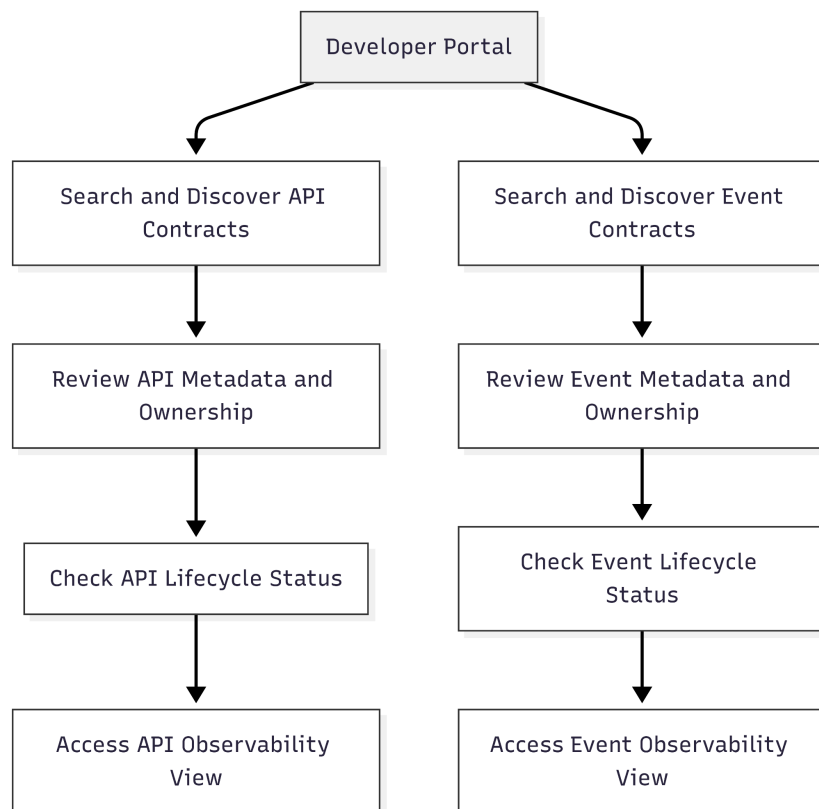 Developer Portal
Search and Discover API
Contracts
Search and Discover Event
Contracts
Review API Metadata and
Ownership
Review Event Metadata and
Ownership
Check API Lifecycle Status
Check Event Lifecycle
Status
Access API Observability
View
Access Event Observability
View